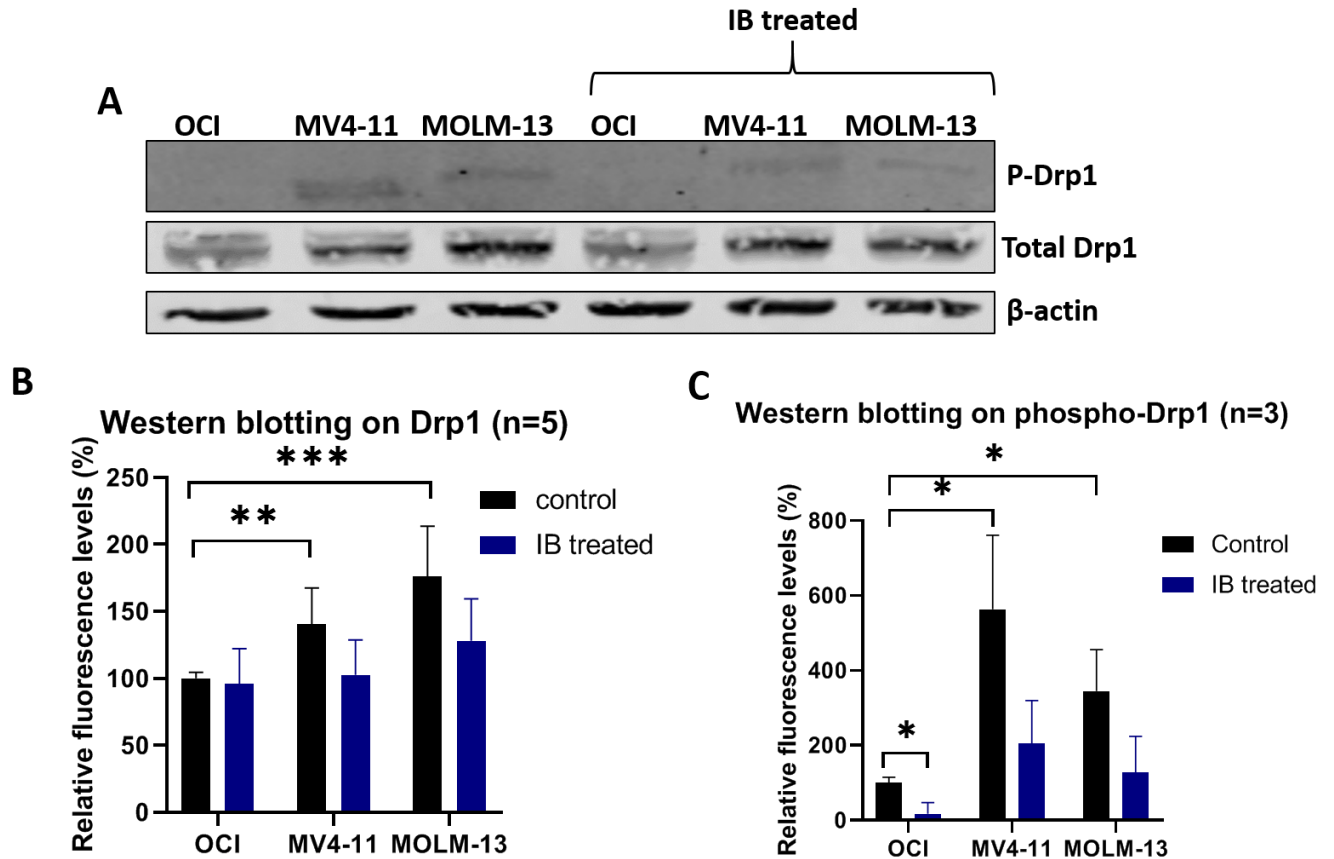 IB treated
A
OCI MV4-11 MOLM-13 OCI MV4-11 MOLM-13
P-Drp1
Total Drp1
β-actin
B
Western blotting on Drp1 (n=5)
Relative fluorescence levels (%)
250
200
150
100
50
0
***
**
control
IB treated
OCI MV4-11 MOLM-13
C
Western blotting on phospho-Drp1 (n=3)
Relative fluorescence levels (%)
800
600
400
200
0
*
*
*
Control
IB treated
OCI MV4-11 MOLM-13